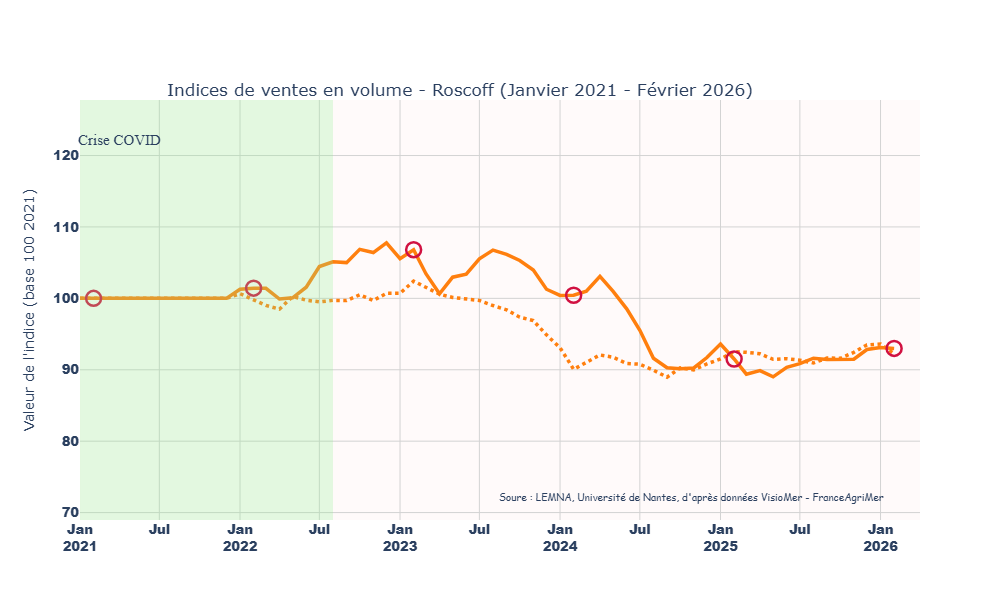 Indices de ventes en volume - Roscoff (Janvier 2021 - Février 2026)
Crise COVID
Valeur de l'indice (base 100 2021)
120
110
100
90
80
70
Soure : LEMNA, Université de Nantes, d'après données VisioMer - FranceAgriMer
Jan Jul Jan Jul Jan Jul Jan Jul Jan Jul Jan
2021 2022 2023 2024 2025 2026